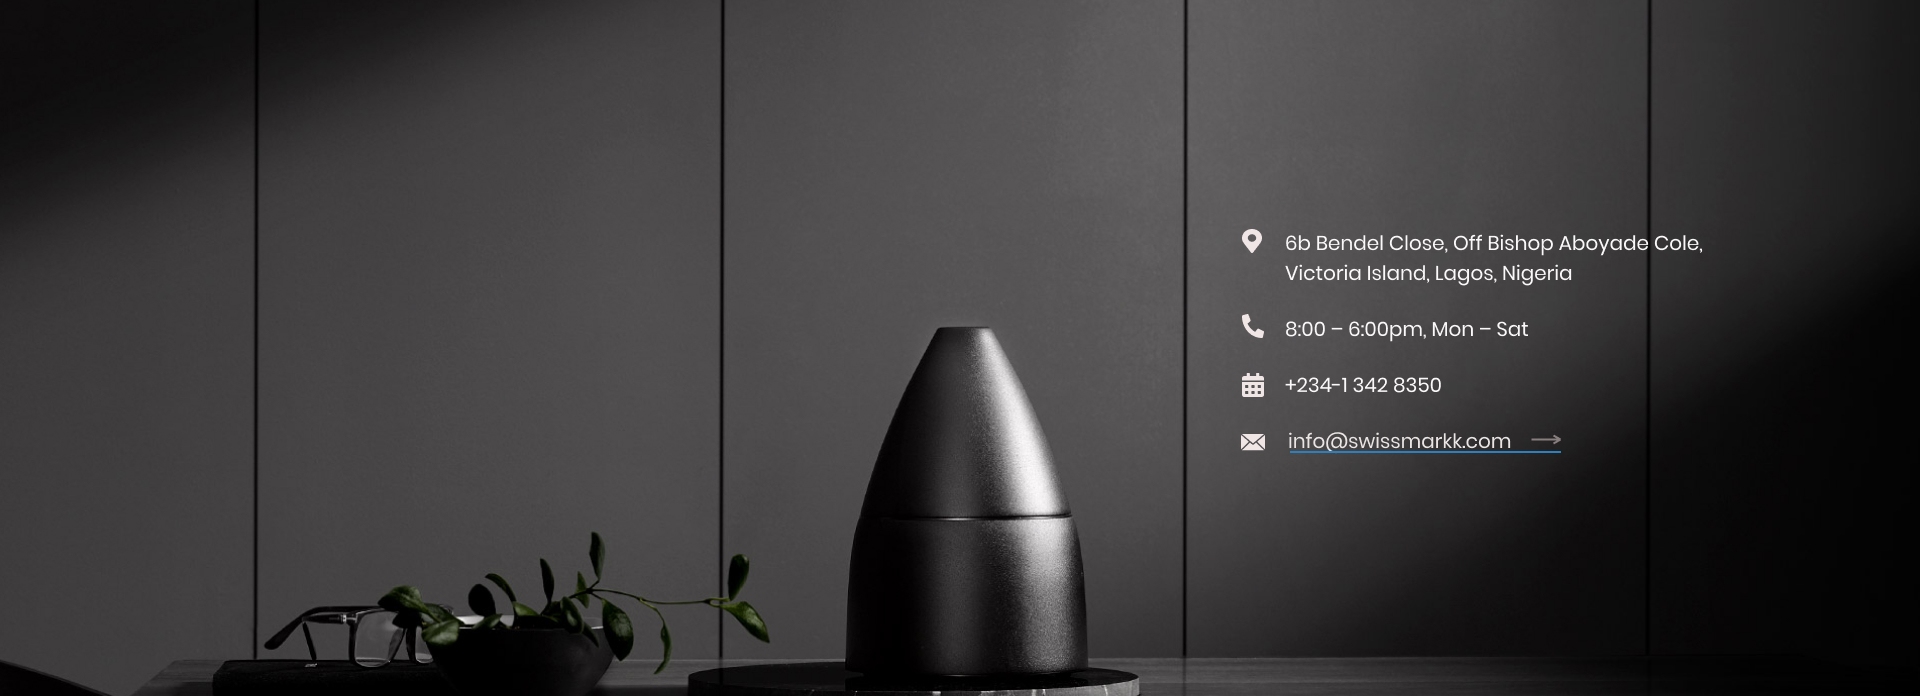 6b Bendel Close, Off Bishop Aboyade Cole,
Victoria Island, Lagos, Nigeria
8:00 – 6:00pm, Mon – Sat
+234-1 342 8350
info@swissmarkk.com